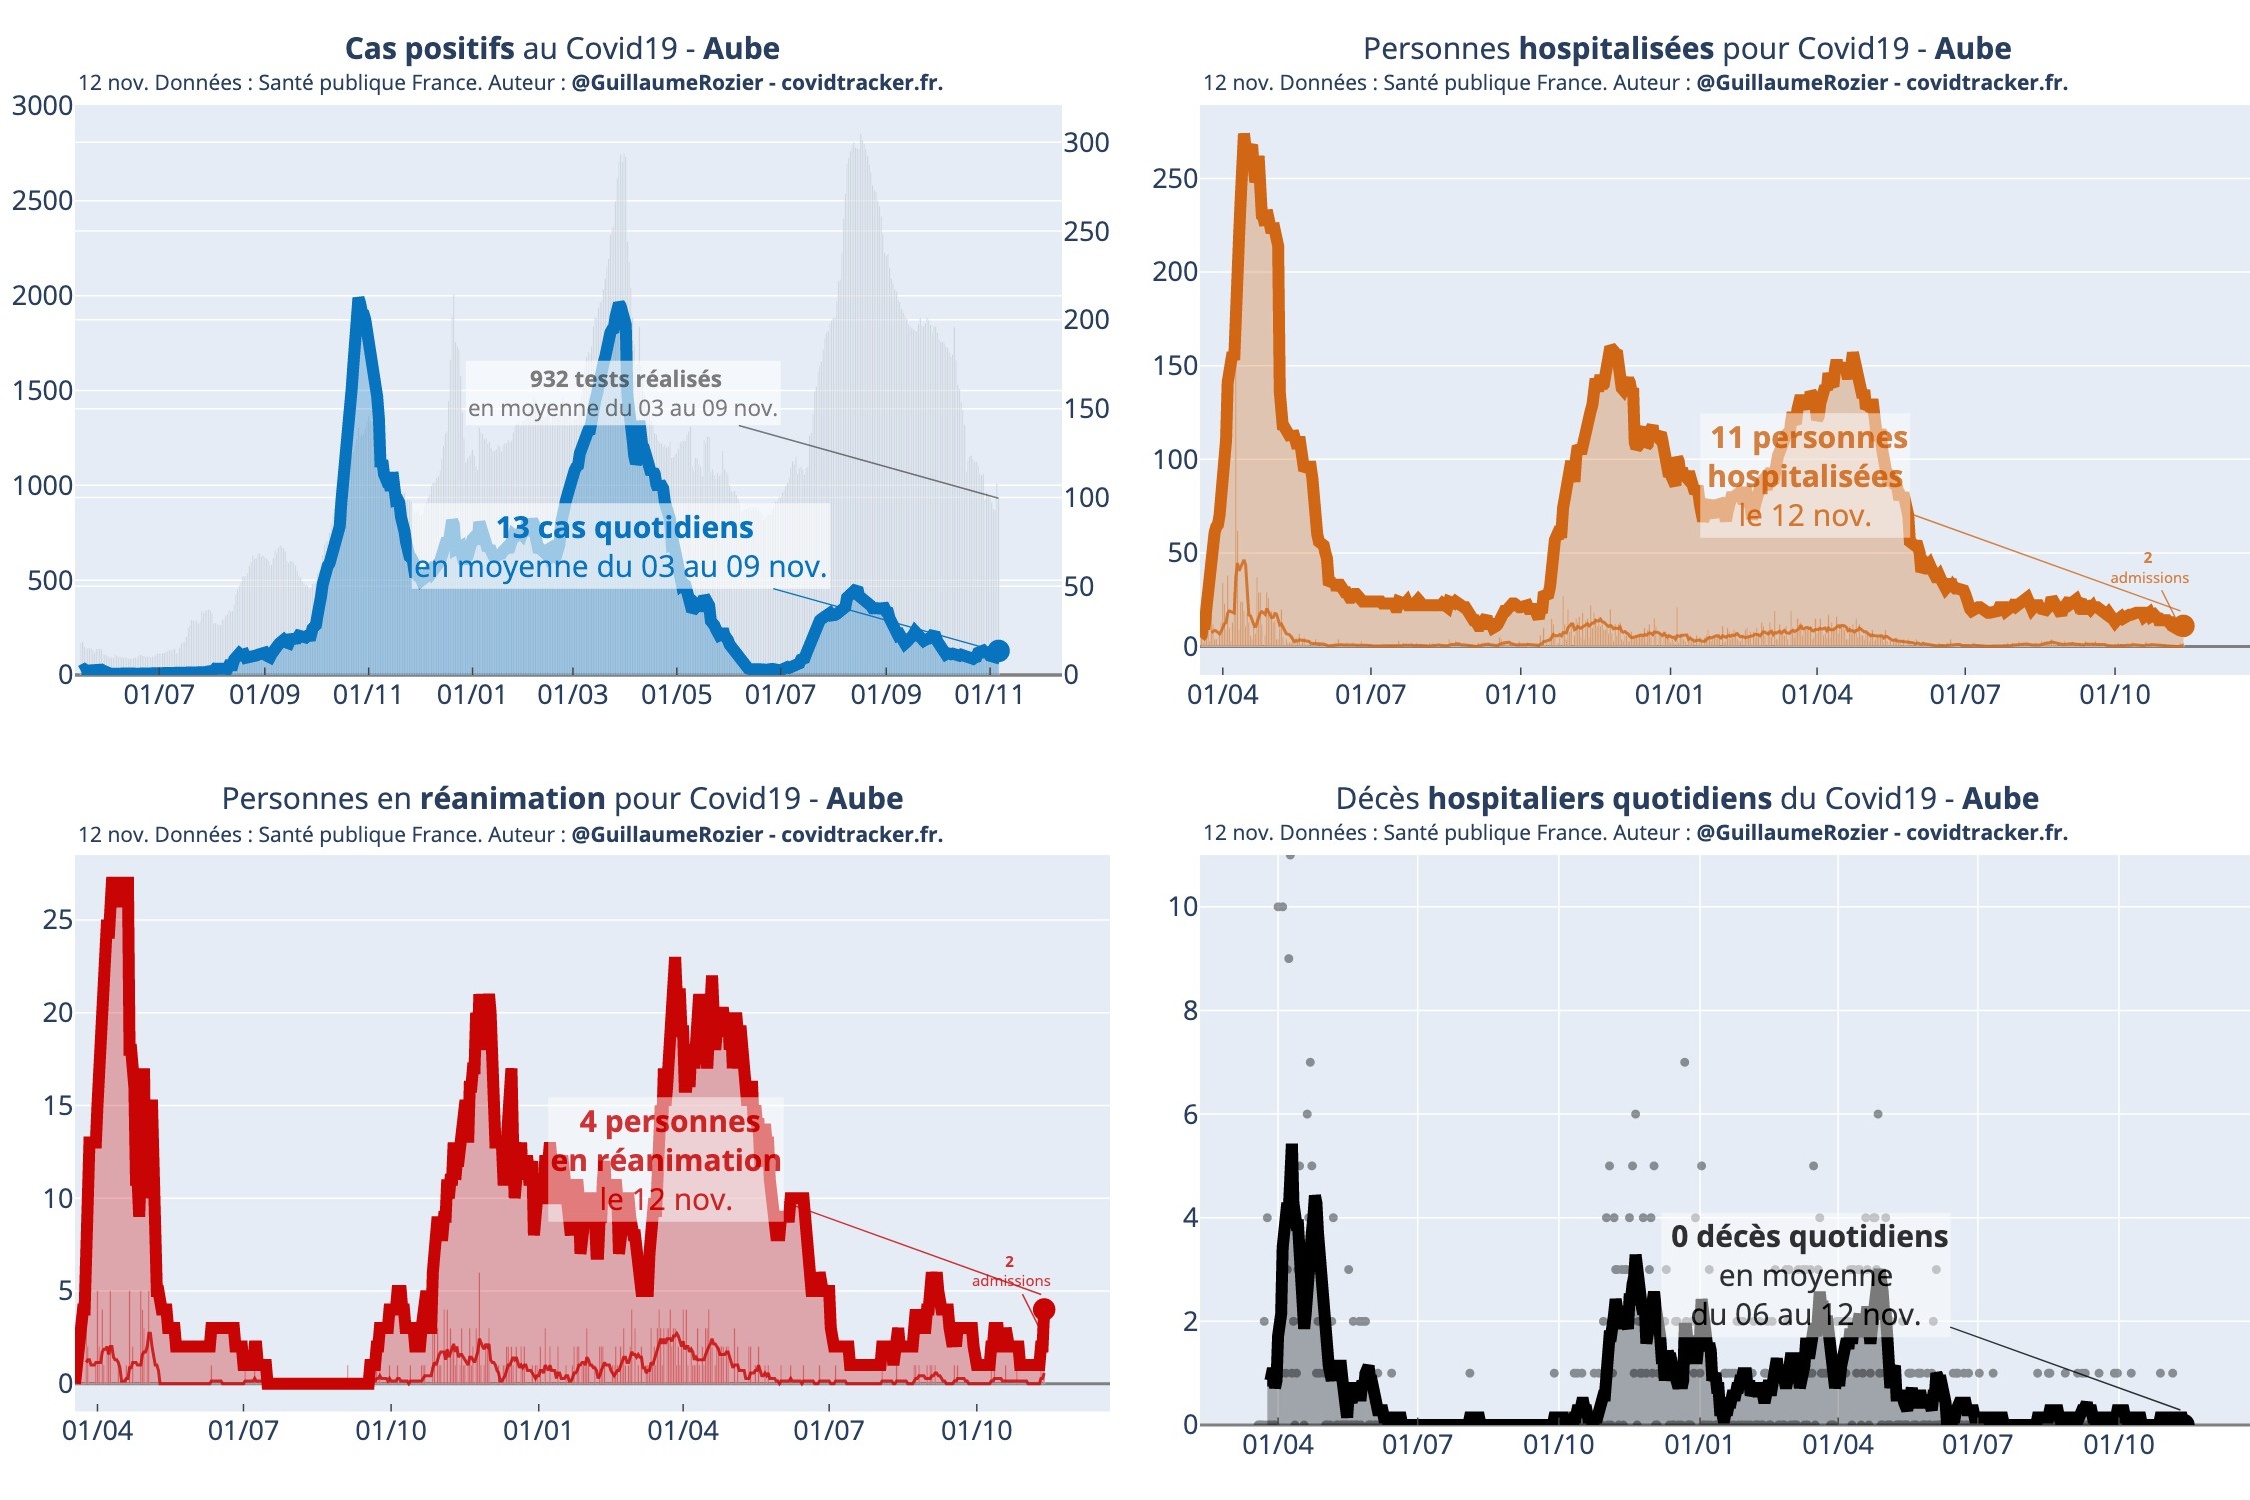 Cas positifs au Covid19 - Aube
12 nov. Données : Santé publique France. Auteur : @GuillaumeRozier - covidtracker.fr.
3000
2500
2000
1500
1000
500
0
300
250
200
150
100
50
0
932 tests réalisés
en moyenne du 03 au 09 nov.
13 cas quotidiens
en moyenne du 03 au 09 nov.
01/07 01/09 01/11 01/01 01/03 01/05 01/07 01/09 01/11
Personnes hospitalisées pour Covid19 - Aube
12 nov. Données : Santé publique France. Auteur : @GuillaumeRozier - covidtracker.fr.
250
200
150
100
50
0
11 personnes
hospitalisées
le 12 nov.
2
admissions
01/04 01/07 01/10 01/01 01/04 01/07 01/10
Personnes en réanimation pour Covid19 - Aube
12 nov. Données : Santé publique France. Auteur : @GuillaumeRozier - covidtracker.fr.
25
20
15
10
5
0
4 personnes
en réanimation
le 12 nov.
2
admissions
01/04 01/07 01/10 01/01 01/04 01/07 01/10
Décès hospitaliers quotidiens du Covid19 - Aube
12 nov. Données : Santé publique France. Auteur : @GuillaumeRozier - covidtracker.fr.
10
8
6
4
2
0
0 décès quotidiens
en moyenne
du 06 au 12 nov.
01/04 01/07 01/10 01/01 01/04 01/07 01/10